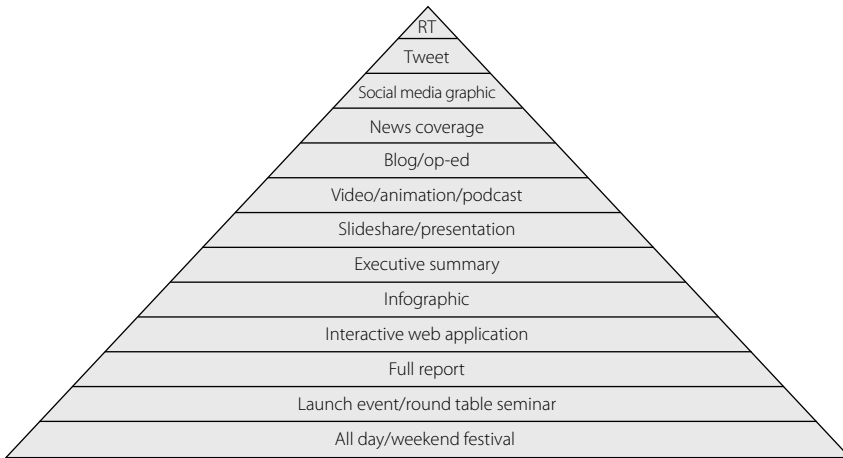 RT
Tweet
Social media graphic
News coverage
Blog/op-ed
Video/animation/podcast
Slideshare/presentation
Executive summary
Infographic
Interactive web application
Full report
Launch event/round table seminar
All day/weekend festival